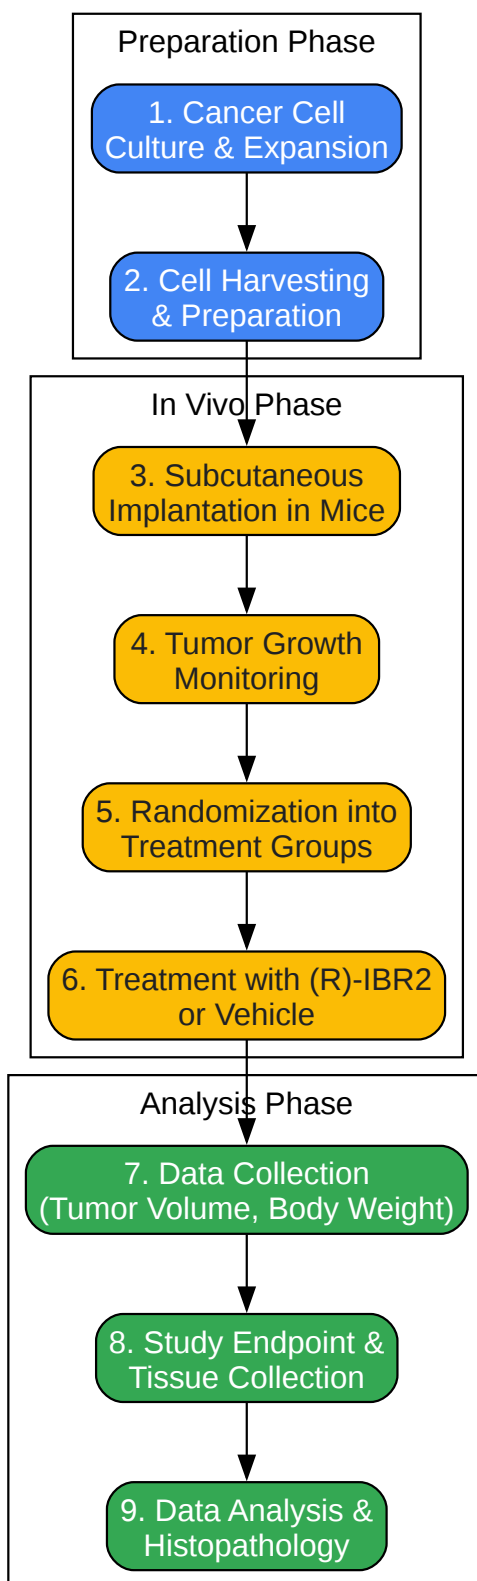 Preparation Phase
1. Cancer Cell
Culture & Expansion
2. Cell Harvesting
& Preparation
In Vivo Phase
3. Subcutaneous
Implantation in Mice
4. Tumor Growth
Monitoring
5. Randomization into
Treatment Groups
6. Treatment with (R)-IBR2
or Vehicle
Analysis Phase
7. Data Collection
(Tumor Volume, Body Weight)
8. Study Endpoint &
Tissue Collection
9. Data Analysis &
Histopathology